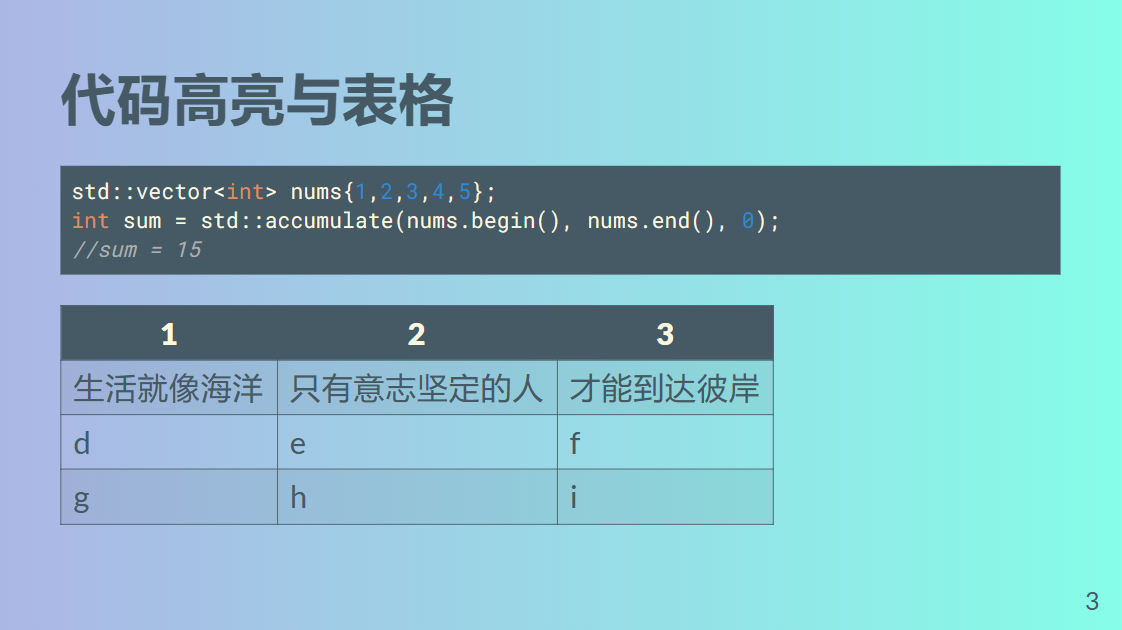 代码高亮与表格
std::vector<int> nums{1,2,3,4,5};
int sum = std::accumulate(nums.begin(), nums.end(), 0);
//sum = 15
1 2 3
生活就像海洋 只有意志坚定的人 才能到达彼岸
d e f
g h i
3